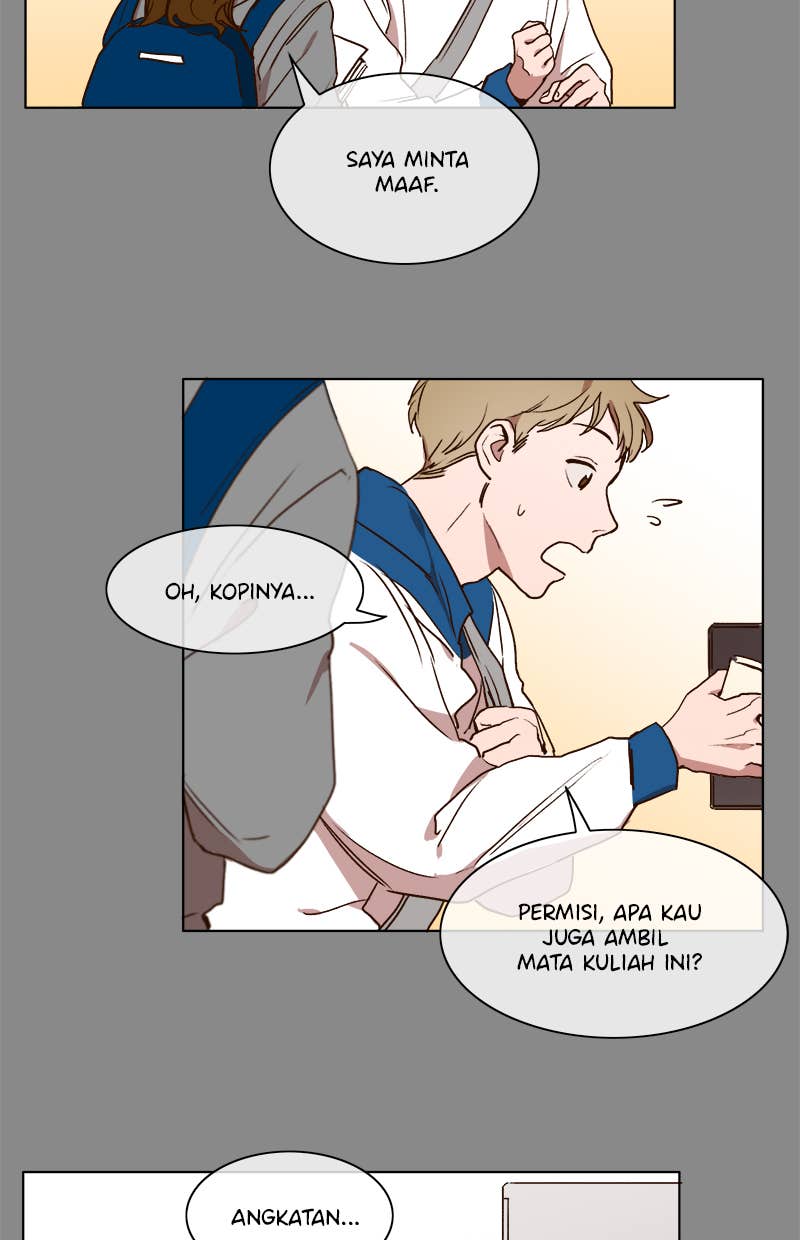 SAYA MINTA
MAAF.
OH, KOPINYA...
PERMISI, APA KAU
JUGA AMBIL
MATA KULIAH INI?
ANGKATAN...